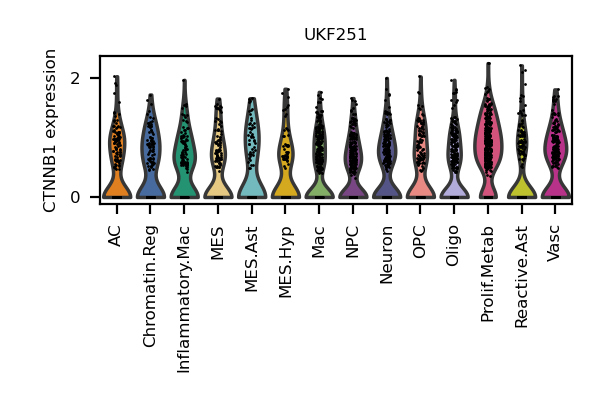 UKF251
CTNNB1 expression
2
0
AC
Chromatin.Reg
Inflammatory.Mac
MES
MES.Ast
MES.Hyp
Mac
NPC
Neuron
OPC
Oligo
Prolif.Metab
Reactive.Ast
Vasc